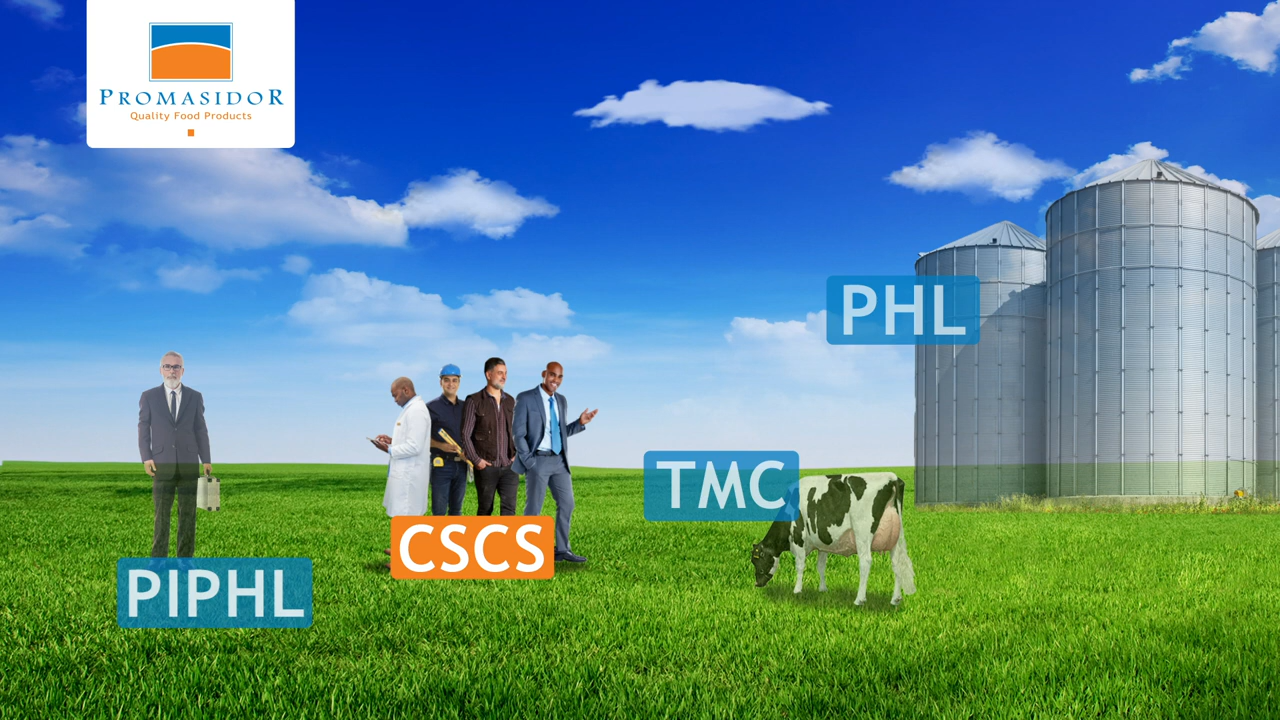 PROMASIDOR
Quality Food Products
PHL
TMC
CSCS
PIPHL